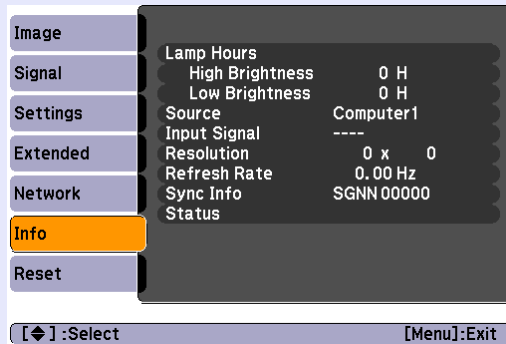 Image
Signal
Settings
Extended
Network
Info
Reset
Lamp Hours
High Brightness 0 H
Low Brightness 0 H
Source Computer1
Input Signal ----
Resolution 0 x 0
Refresh Rate 0.00 Hz
Sync Info SGNN 00000
Status
[◆] :Select [Menu]:Exit